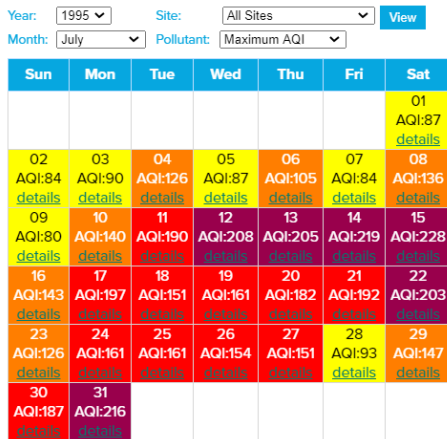 Year: 1995 Site: All Sites View
Month: July Pollutant: Maximum AQI
Sun Mon Tue Wed Thu Fri Sat
01
AQI:87
details
02 03 04 05 06 07 08
AQI:84 AQI:90 AQI:126 AQI:87 AQI:105 AQI:84 AQI:136
details details details details details details details
09 10 11 12 13 14 15
AQI:80 AQI:140 AQI:190 AQI:208 AQI:205 AQI:219 AQI:228
details details details details details details details
16 17 18 19 20 21 22
AQI:143 AQI:197 AQI:151 AQI:161 AQI:182 AQI:192 AQI:203
details details details details details details details
23 24 25 26 27 28 29
AQI:126 AQI:161 AQI:161 AQI:154 AQI:151 AQI:93 AQI:147
details details details details details details details
30 31
AQI:187 AQI:216
details details